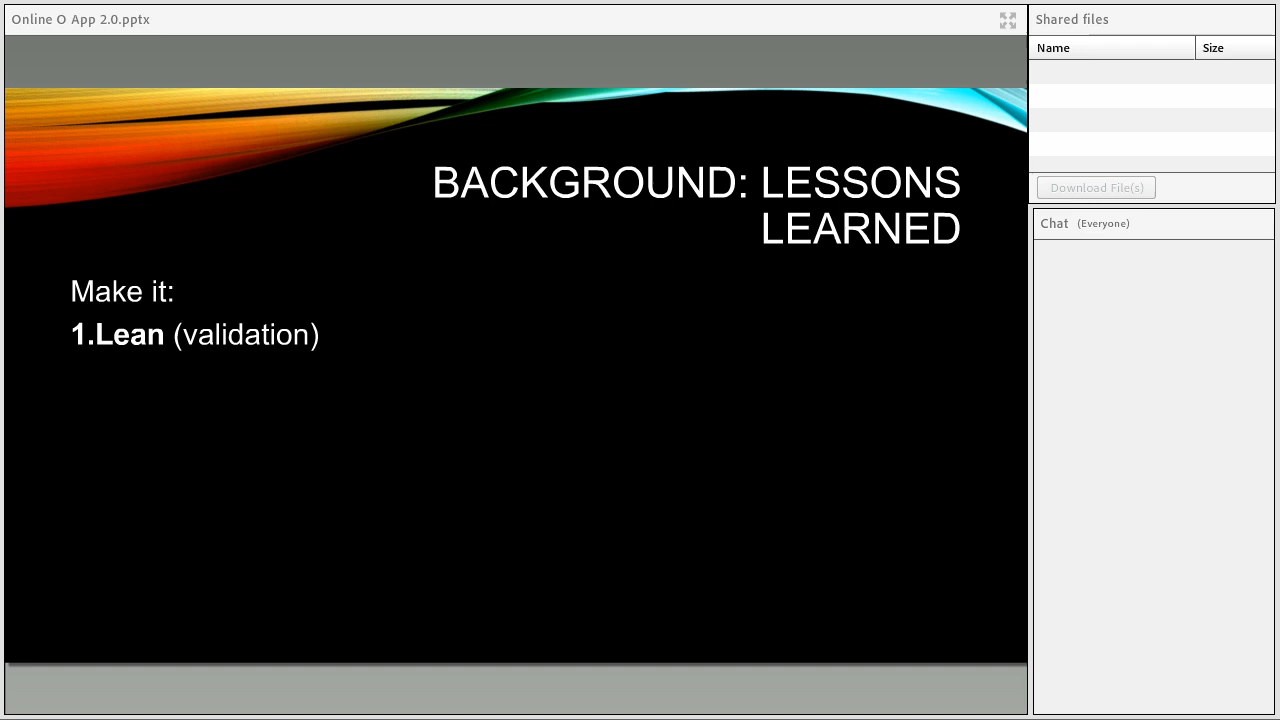 Online O App 2.0.pptx
BACKGROUND: LESSONS
LEARNED
Make it:
1.Lean (validation)
Shared files
Name Size
Download File(s)
Chat (Everyone)